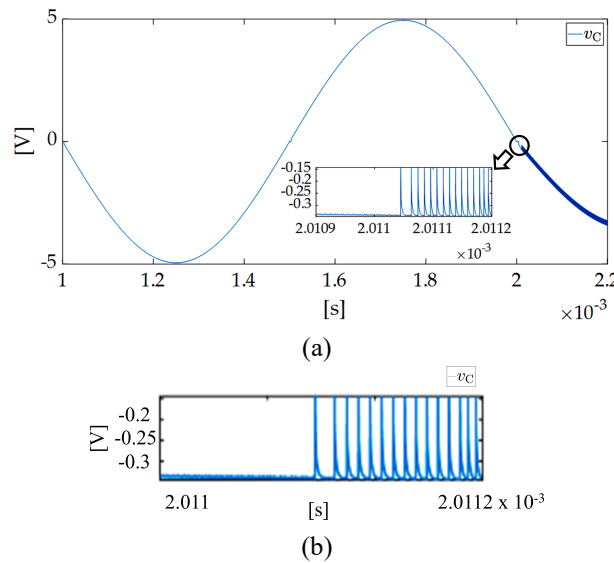 5
v_C
[V]
0
-0.15
-0.2
-0.25
-0.3
2.0109
2.011
2.0111
2.0112
×10⁻³
-5
1
1.2
1.4
1.6
1.8
2
2.2
[s]
×10⁻³
(a)
v_C
-0.2
[V]
-0.25
-0.3
2.011
2.0112 x 10⁻³
[s]
(b)